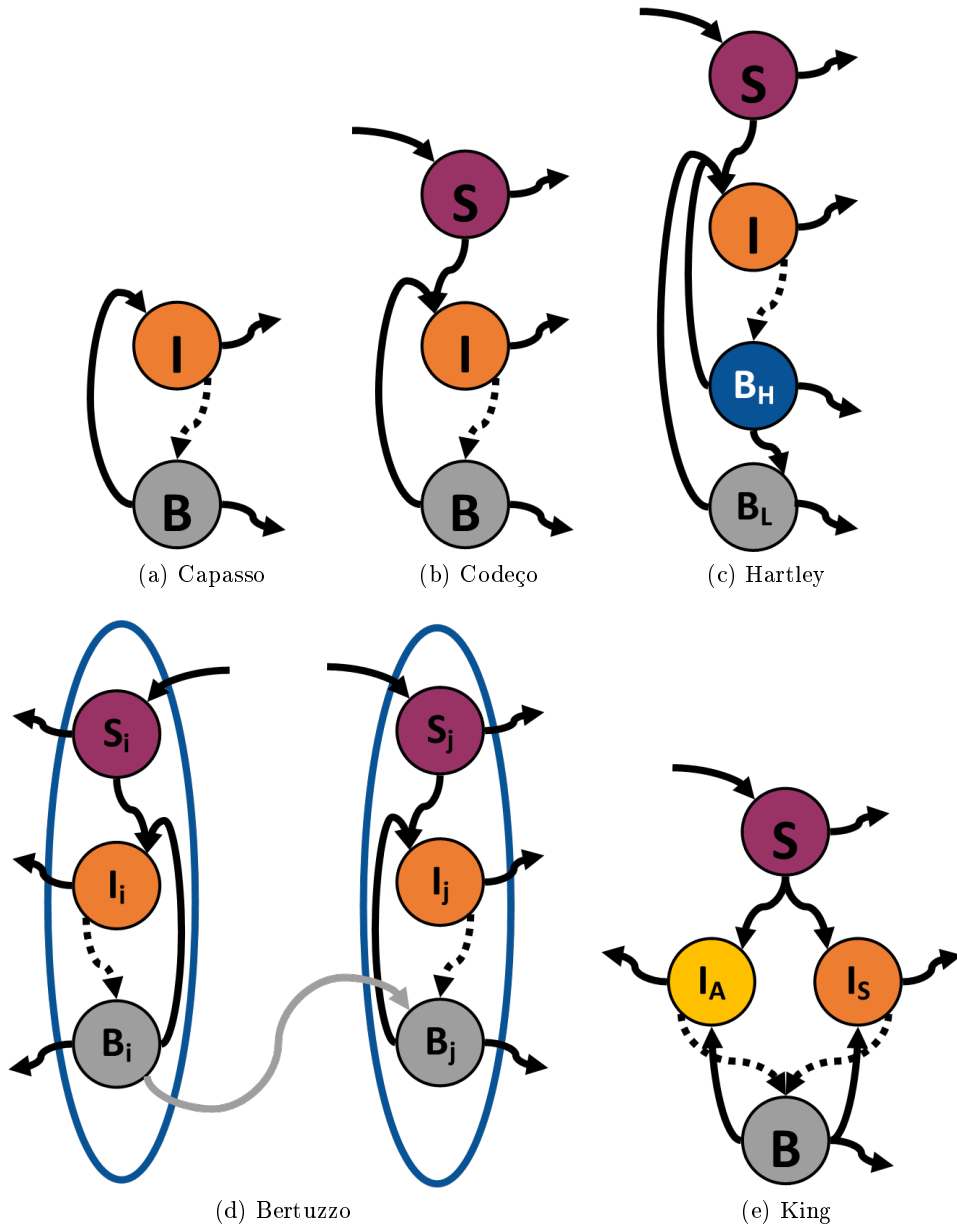 S
I
B
(a) Capasso
S
I
B
(b) Codeço
S
I
B_H
B_L
(c) Hartley
S_i
I_i
B_i
S_j
I_j
B_j
(d) Bertuzzo
S
I_A
I_S
B
(e) King